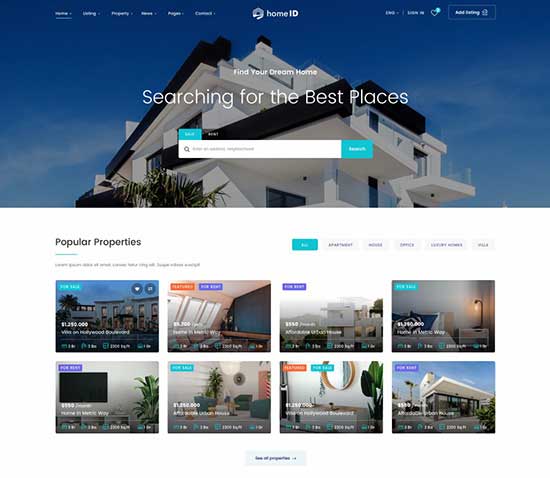 Home Listing Property News Pages Contact homeID ENG SIGN IN 2 Add Listing
Find Your Dream Home
Searching for the Best Places
SALE RENT
Enter an address, neighborhood Search
Popular Properties
ALL APARTMENT HOUSE OFFICE LUXURY HOMES VILLA
Lorem ipsum dolor sit amet, consec tetur cing elit. Suspe ndisse suscipit
FOR SALE FEATURED FOR RENT FOR RENT FOR SALE
$1.250.000 $550 /month $1.250.000
Villa on Hollywood Boulevard Home in Metric Way Affordable Urban House Home in Metric Way
3 Br 3 Ba 2300 Sq.Ft 1 Gr 3 Br 3 Ba 2300 Sq.Ft 1 Gr 3 Br 3 Ba 2300 Sq.Ft 1 Gr 3 Br 3 Ba 2300 Sq.Ft 1 Gr
FOR RENT FOR SALE FEATURED FOR SALE FOR RENT
$550 /month $1.250.000 $1.250.000 $550 /month
Home in Metric Way Affordable Urban House Villa on Hollywood Boulevard Affordable Urban House
3 Br 3 Ba 2300 Sq.Ft 1 Gr 3 Br 3 Ba 2300 Sq.Ft 1 Gr 3 Br 3 Ba 2300 Sq.Ft 1 Gr 3 Br 3 Ba 2300 Sq.Ft 1 Gr
See all properties